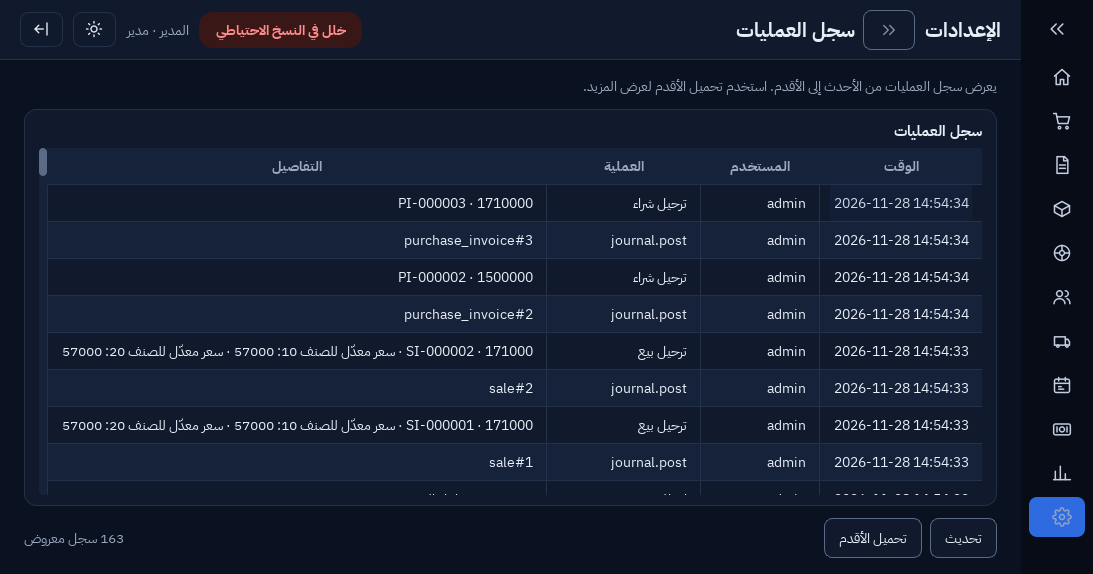 الإعدادات
سجل العمليات
خلل في النسخ الاحتياطي
المدير · مدير
يعرض سجل العمليات من الأحدث إلى الأقدم. استخدم تحميل الأقدم لعرض المزيد.
سجل العمليات
الوقت المستخدم العملية التفاصيل
2026-11-28 14:54:34 admin ترحيل شراء PI-000003 · 1710000
2026-11-28 14:54:34 admin journal.post purchase_invoice#3
2026-11-28 14:54:34 admin ترحيل شراء PI-000002 · 1500000
2026-11-28 14:54:34 admin journal.post purchase_invoice#2
2026-11-28 14:54:33 admin ترحيل بيع SI-000002 · 171000 · سعر معدّل للصنف 10: 57000 · سعر معدّل للصنف 20: 57000
2026-11-28 14:54:33 admin journal.post sale#2
2026-11-28 14:54:33 admin ترحيل بيع SI-000001 · 171000 · سعر معدّل للصنف 10: 57000 · سعر معدّل للصنف 20: 57000
2026-11-28 14:54:33 admin journal.post sale#1
تحديث
تحميل الأقدم
163 سجل معروض